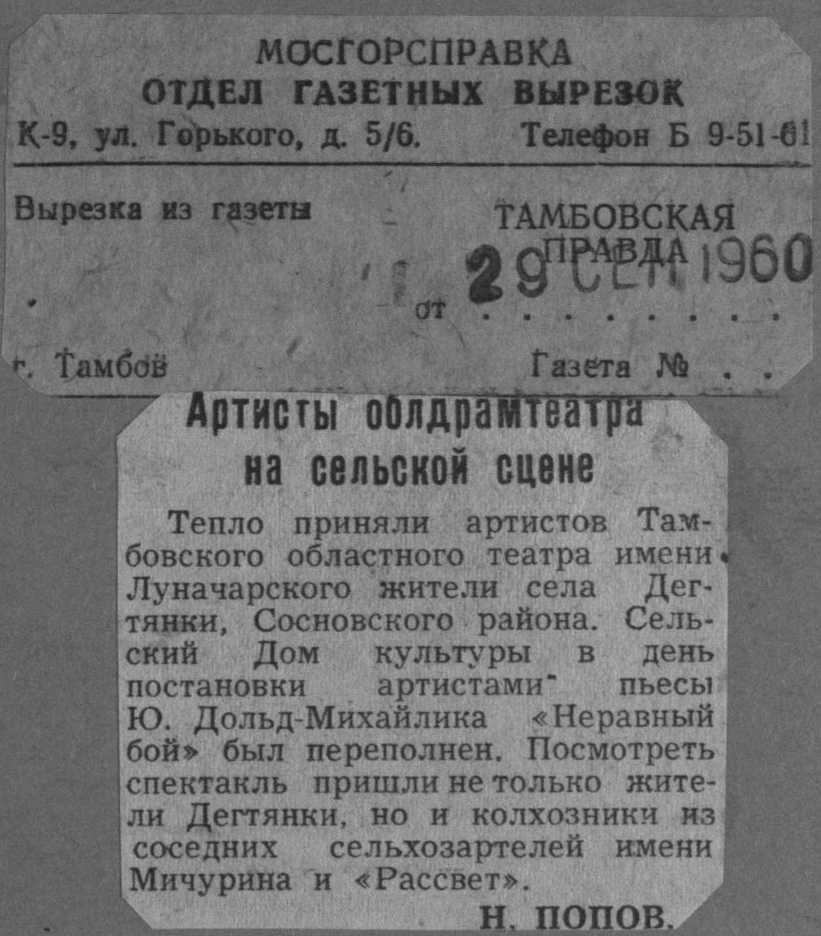 МОСГОРСПРАВКА
ОТДЕЛ ГАЗЕТНЫХ ВЫРЕЗОК
К-9, ул. Горького, д. 5/6. Телефон Б 9-51-61
Вырезка из газеты
ТАМБОВСКАЯ
ПРАВДА
29 СЕН 1960
от . . . . . . . .
г. Тамбов Газета № . .
Артисты облдрамтеатра
на сельской сцене
Тепло приняли артистов Там-
бовского областного театра имени
Луначарского жители села Дег-
тянки, Сосновского района. Сель-
ский Дом культуры в день
постановки артистами пьесы
Ю. Дольд-Михайлика «Неравный
бой» был переполнен. Посмотреть
спектакль пришли не только жите-
ли Дегтянки, но и колхозники из
соседних сельхозартелей имени
Мичурина и «Рассвет».
Н. ПОПОВ.